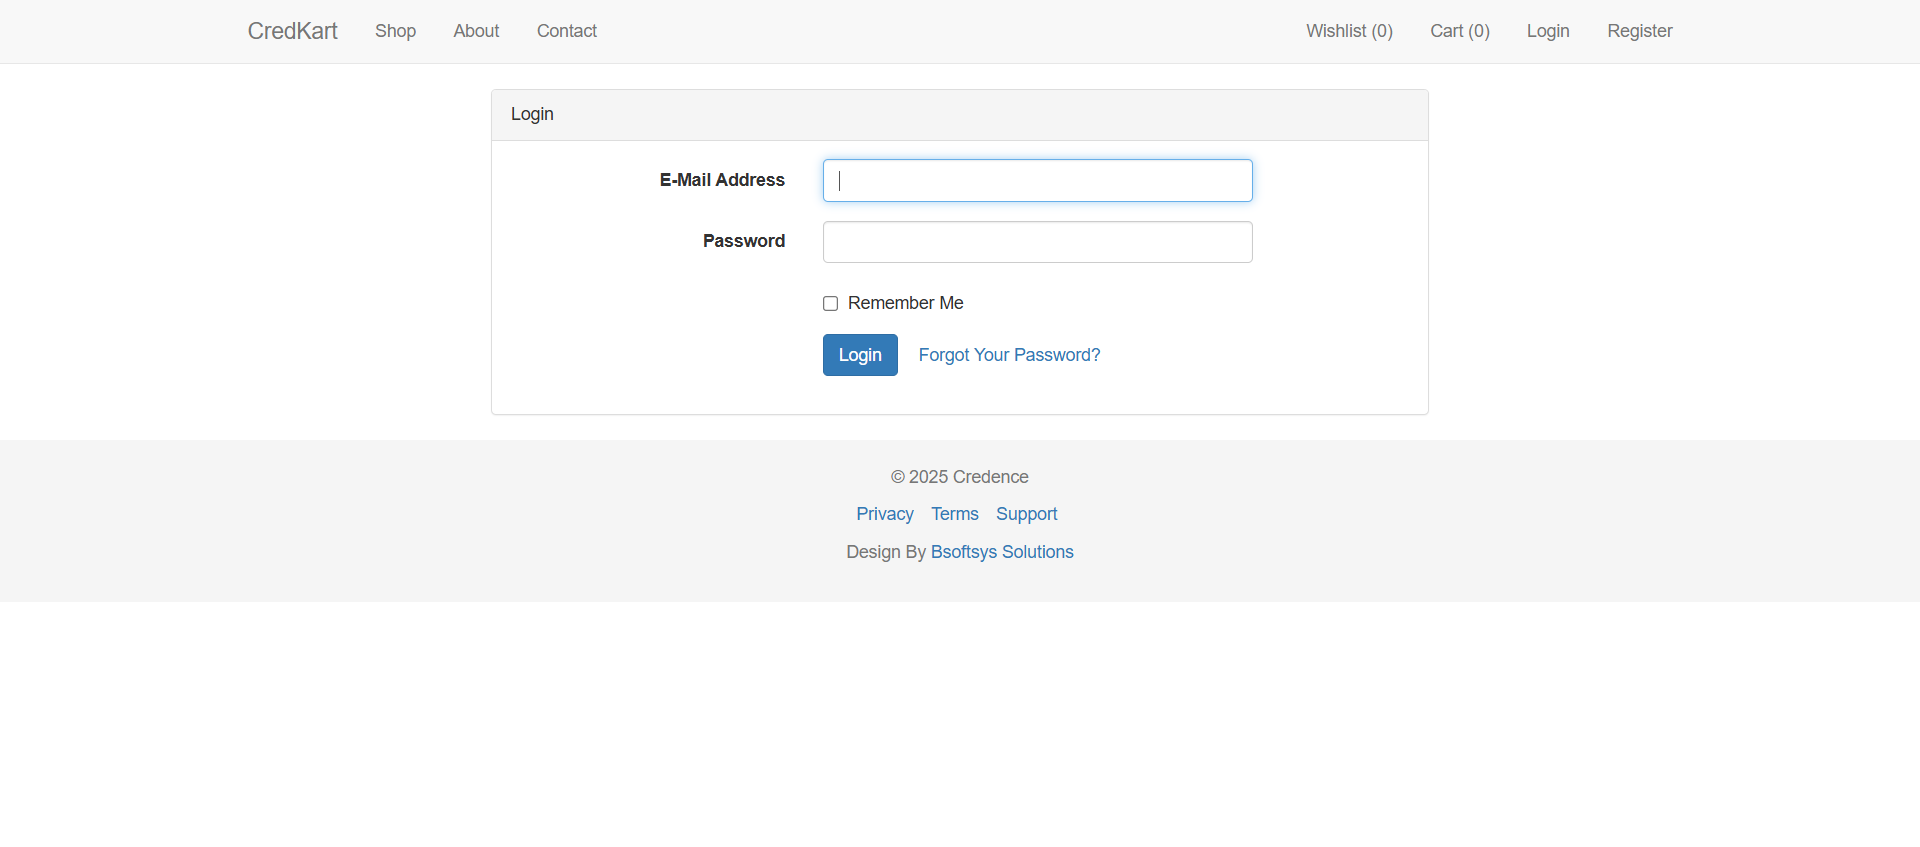 CredKart Shop About Contact Wishlist (0) Cart (0) Login Register
Login
E-Mail Address
Password
Remember Me
Login Forgot Your Password?
© 2025 Credence
Privacy Terms Support
Design By Bsoftsys Solutions